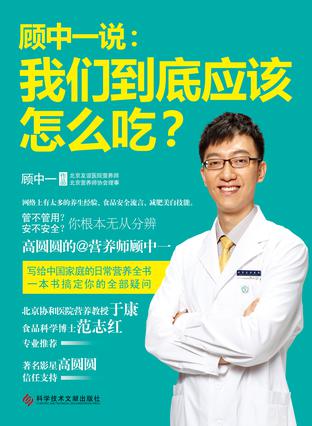 顾中一说：
我们到底应该
怎么吃？
顾中一 作品 北京友谊医院营养师
北京营养师协会理事
网络上有太多的养生经验、食品安全流言、减肥美白技能，
管不管用？
安不安全？ 你根本无从分辨
高圆圆的@营养师顾中一
写给中国家庭的日常营养全书
一本书搞定你的全部疑问
北京协和医院营养教授 于康
食品科学博士 范志红
专业推荐
著名影星 高圆圆
信任支持
科学技术文献出版社